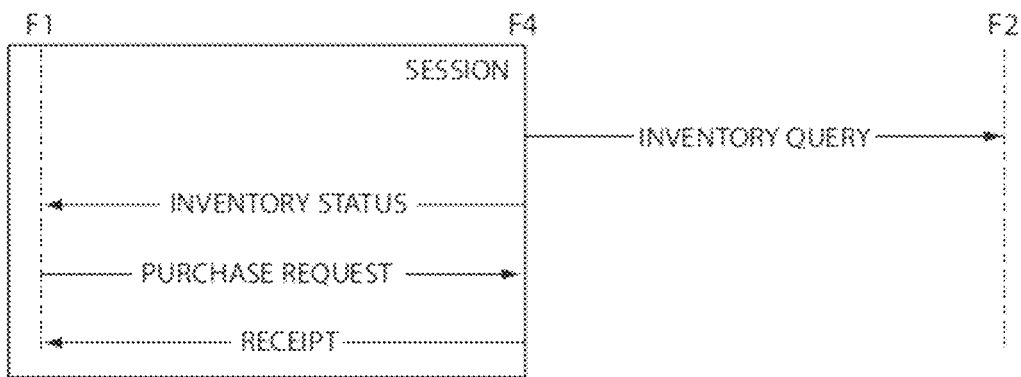 F1 F4 F2
SESSION
INVENTORY QUERY
INVENTORY STATUS
PURCHASE REQUEST
RECEIPT